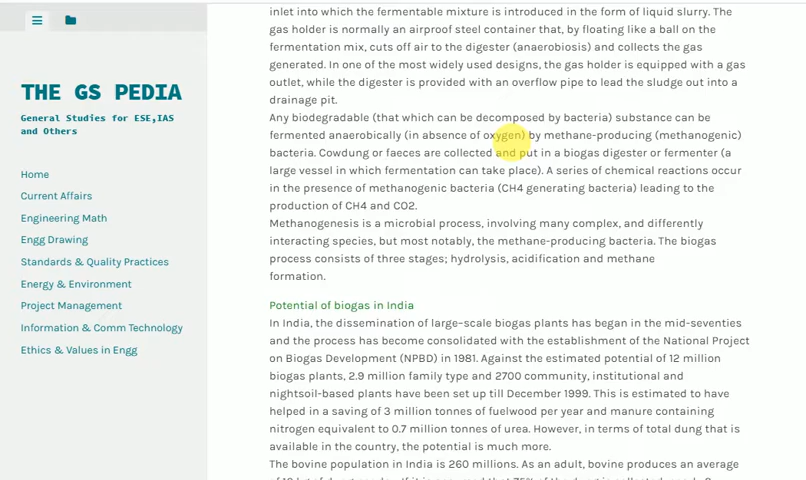 THE GS PEDIA
General Studies for ESE,IAS
and Others
Home
Current Affairs
Engineering Math
Engg Drawing
Standards & Quality Practices
Energy & Environment
Project Management
Information & Comm Technology
Ethics & Values in Engg
inlet into which the fermentable mixture is introduced in the form of liquid slurry. The
gas holder is normally an airproof steel container that, by floating like a ball on the
fermentation mix, cuts off air to the digester (anaerobiosis) and collects the gas
generated. In one of the most widely used designs, the gas holder is equipped with a gas
outlet, while the digester is provided with an overflow pipe to lead the sludge out into a
drainage pit.
Any biodegradable (that which can be decomposed by bacteria) substance can be
fermented anaerobically (in absence of oxygen) by methane-producing (methanogenic)
bacteria. Cowdung or faeces are collected and put in a biogas digester or fermenter (a
large vessel in which fermentation can take place). A series of chemical reactions occur
in the presence of methanogenic bacteria (CH4 generating bacteria) leading to the
production of CH4 and CO2.
Methanogenesis is a microbial process, involving many complex, and differently
interacting species, but most notably, the methane-producing bacteria. The biogas
process consists of three stages; hydrolysis, acidification and methane
formation.
Potential of biogas in India
In India, the dissemination of large-scale biogas plants has began in the mid-seventies
and the process has become consolidated with the establishment of the National Project
on Biogas Development (NPBD) in 1981. Against the estimated potential of 12 million
biogas plants, 2.9 million family type and 2700 community, institutional and
nightsoil-based plants have been set up till December 1999. This is estimated to have
helped in a saving of 3 million tonnes of fuelwood per year and manure containing
nitrogen equivalent to 0.7 million tonnes of urea. However, in terms of total dung that is
available in the country, the potential is much more.
The bovine population in India is 260 millions. As an adult, bovine produces an average